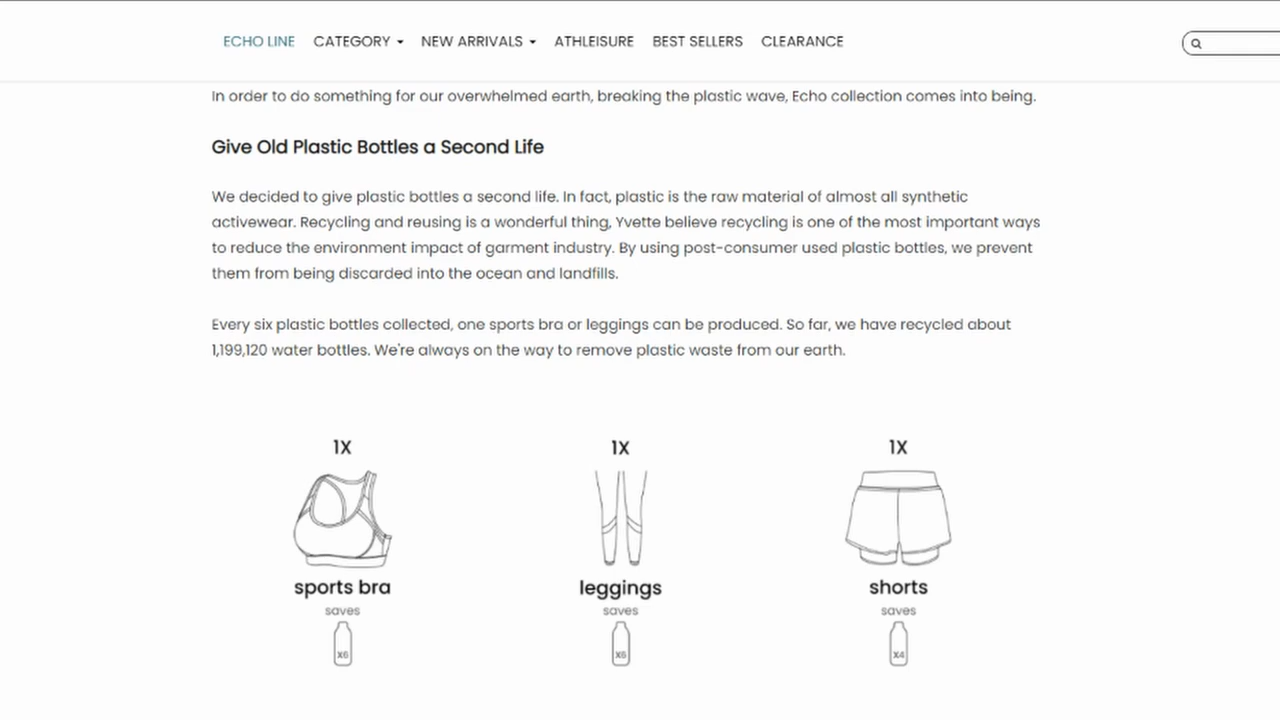 ECHO LINE CATEGORY NEW ARRIVALS ATHLEISURE BEST SELLERS CLEARANCE
In order to do something for our overwhelmed earth, breaking the plastic wave, Echo collection comes into being.
Give Old Plastic Bottles a Second Life
We decided to give plastic bottles a second life. In fact, plastic is the raw material of almost all synthetic
activewear. Recycling and reusing is a wonderful thing, Yvette believe recycling is one of the most important ways
to reduce the environment impact of garment industry. By using post-consumer used plastic bottles, we prevent
them from being discarded into the ocean and landfills.
Every six plastic bottles collected, one sports bra or leggings can be produced. So far, we have recycled about
1,199,120 water bottles. We're always on the way to remove plastic waste from our earth.
1X 1X 1X
sports bra leggings shorts
saves saves saves
X6 X6 X4